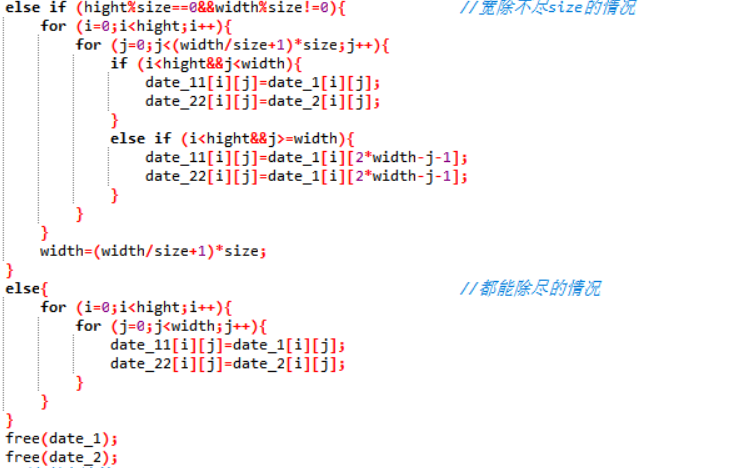 else if (hight%size==0&&width%size!=0){ //宽除不尽size的情况
for (i=0;i<hight;i++){
for (j=0;j<(width/size+1)*size;j++){
if (i<hight&&j<width){
date_11[i][j]=date_1[i][j];
date_22[i][j]=date_2[i][j];
}
else if (i<hight&&j>=width){
date_11[i][j]=date_1[i][2*width-j-1];
date_22[i][j]=date_1[i][2*width-j-1];
}
}
}
width=(width/size+1)*size;
}
else{ //都能除尽的情况
for (i=0;i<hight;i++){
for (j=0;j<width;j++){
date_11[i][j]=date_1[i][j];
date_22[i][j]=date_2[i][j];
}
}
}
free(date_1);
free(date_2);